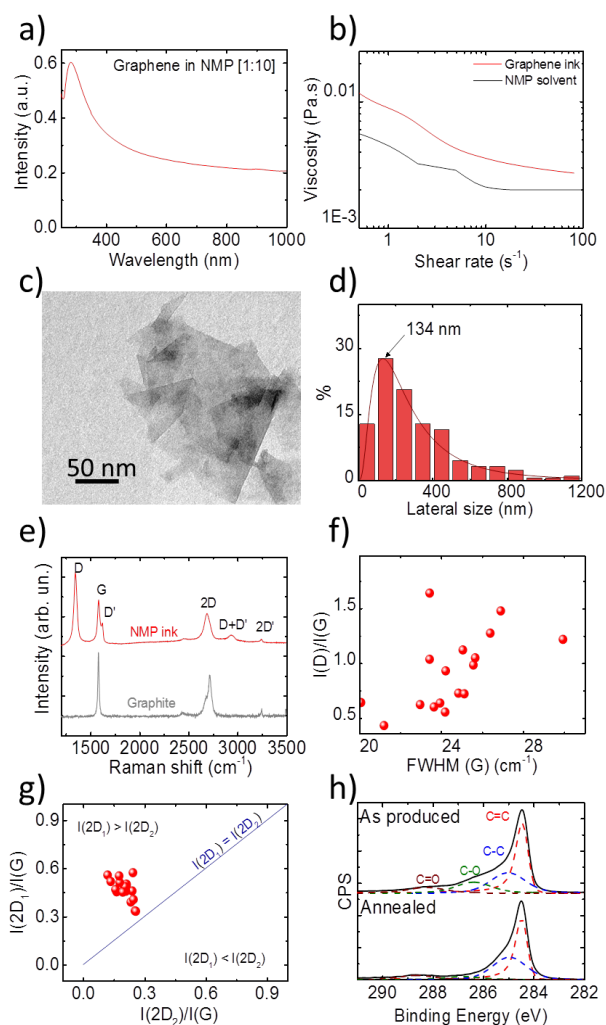 a)
Graphene in NMP [1:10]
Intensity (a.u.)
0.6
0.4
0.2
0.0
400 600 800 1000
Wavelength (nm)
b)
Graphene ink
NMP solvent
Viscosity (Pa.s)
0.01
1E-3
1 10 100
Shear rate (s⁻¹)
c)
50 nm
d)
134 nm
%
30
15
0
0 400 800 1200
Lateral size (nm)
e)
D
G
D'
2D
D+D'
2D'
NMP ink
Graphite
Intensity (arb. un.)
1500 2000 2500 3000 3500
Raman shift (cm⁻¹)
f)
I(D)/I(G)
1.5
1.0
0.5
20 24 28
FWHM (G) (cm⁻¹)
g)
I(2D₁) > I(2D₂)
I(2D₁) = I(2D₂)
I(2D₁) < I(2D₂)
I(2D₁)/I(G)
0.9
0.6
0.3
0.0
0.0 0.3 0.6 0.9
I(2D₂)/I(G)
h)
As produced
C=C
C-C
C-O
C=O
Annealed
CPS
290 288 286 284 282
Binding Energy (eV)